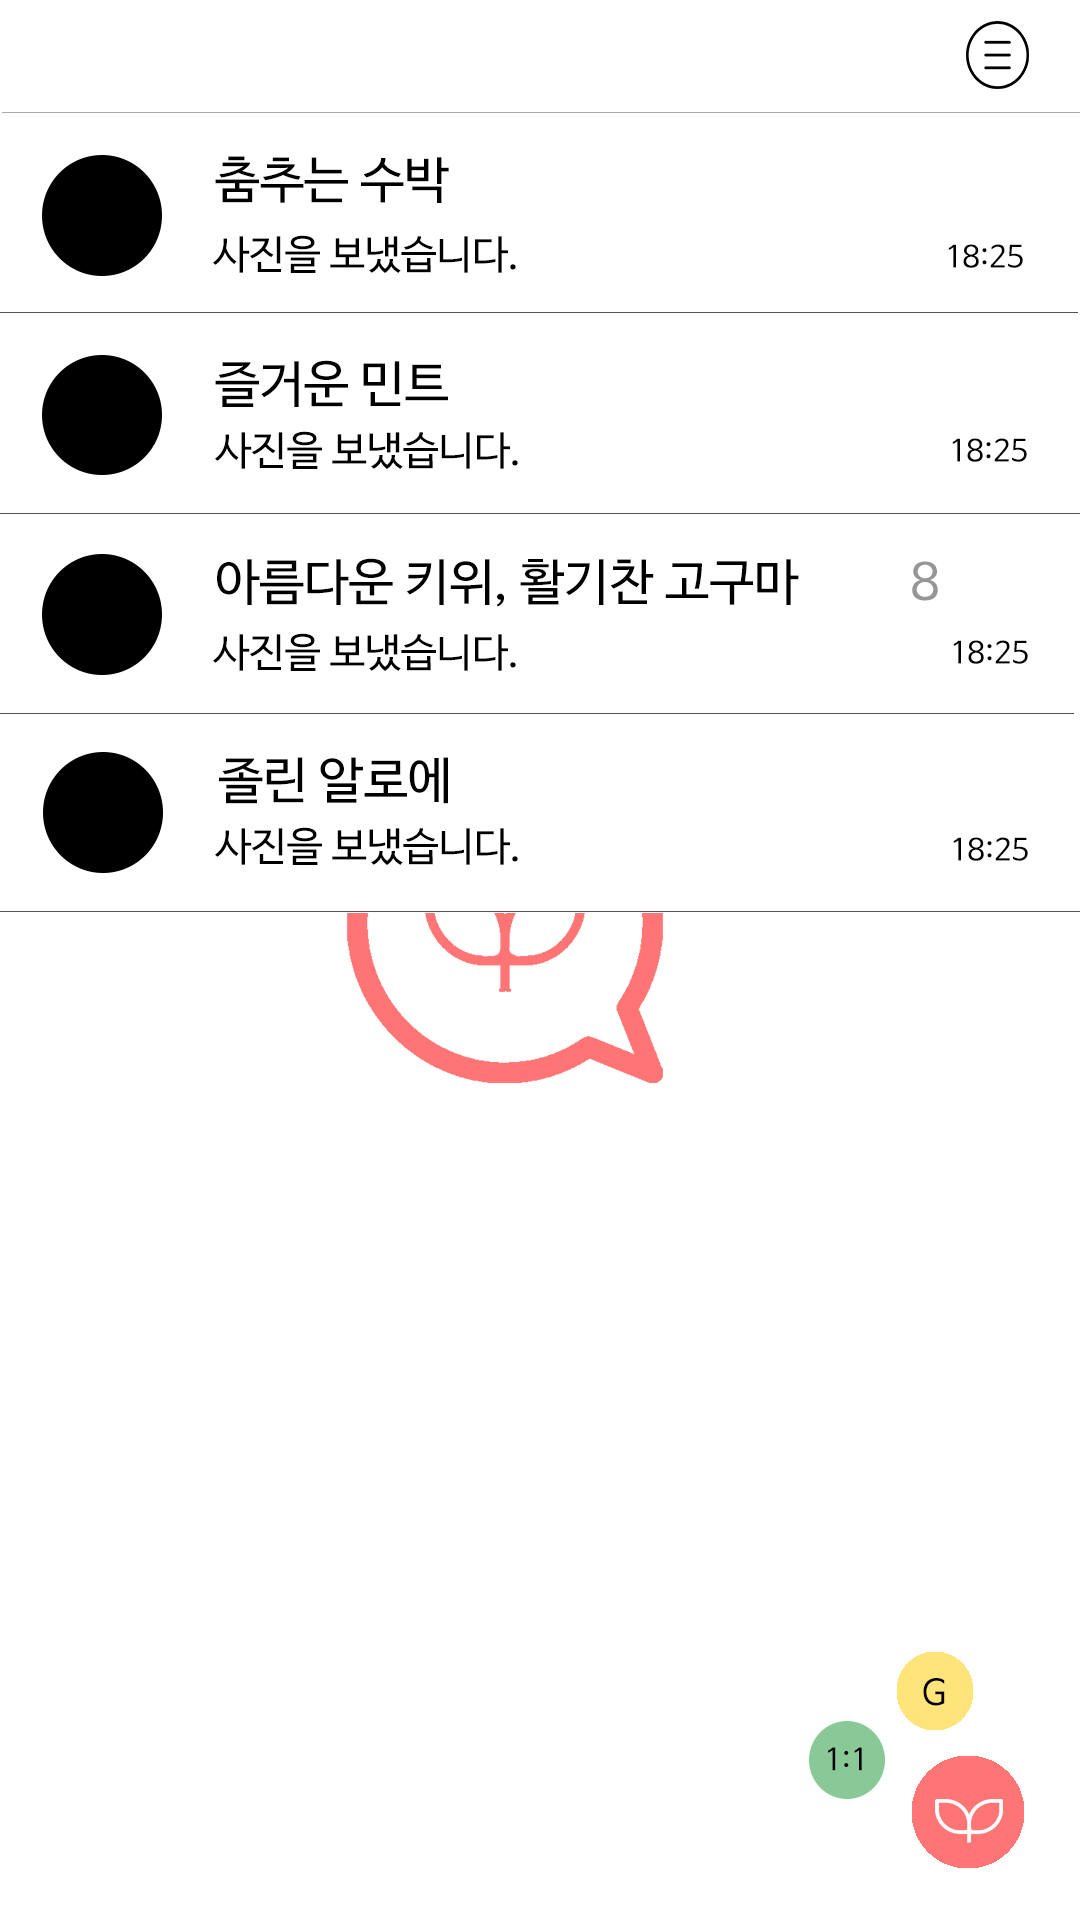 춤추는 수박
사진을 보냈습니다.
18:25
즐거운 민트
사진을 보냈습니다.
18:25
아름다운 키위, 활기찬 고구마
8
사진을 보냈습니다.
18:25
졸린 알로에
사진을 보냈습니다.
18:25
G
1:1